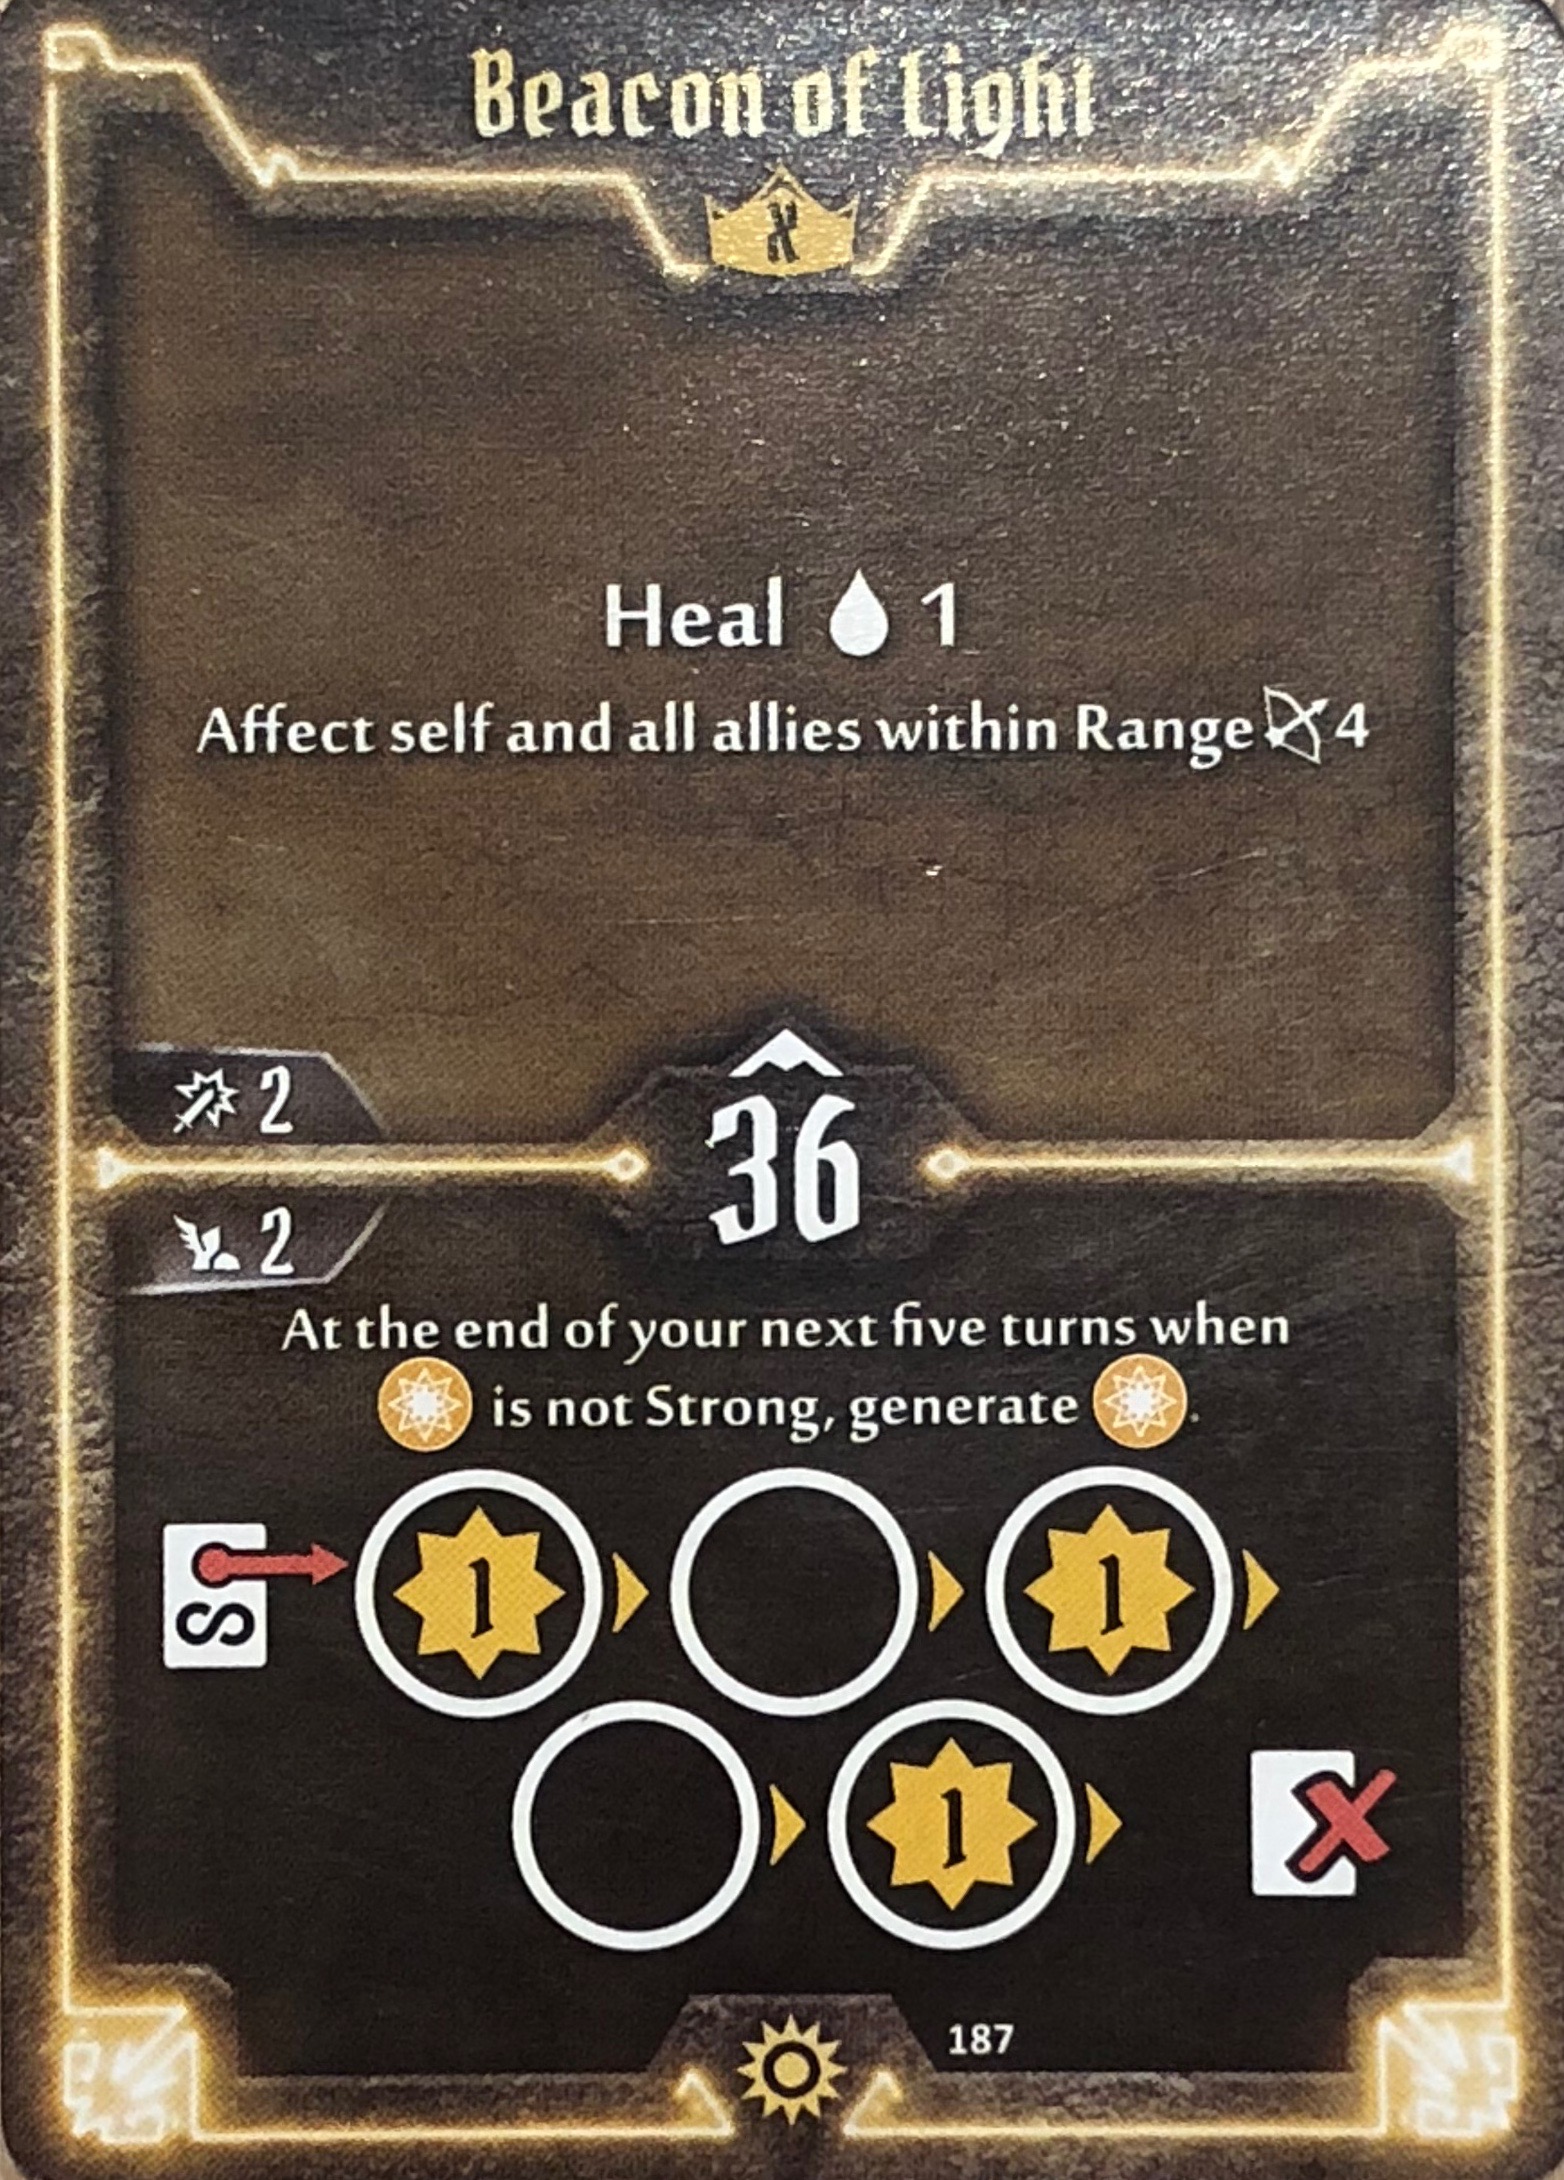 Beacon of Light
X
Heal 1
Affect self and all allies within Range 4
2
36
2
At the end of your next five turns when
is not Strong, generate .
S
1
1
1
187